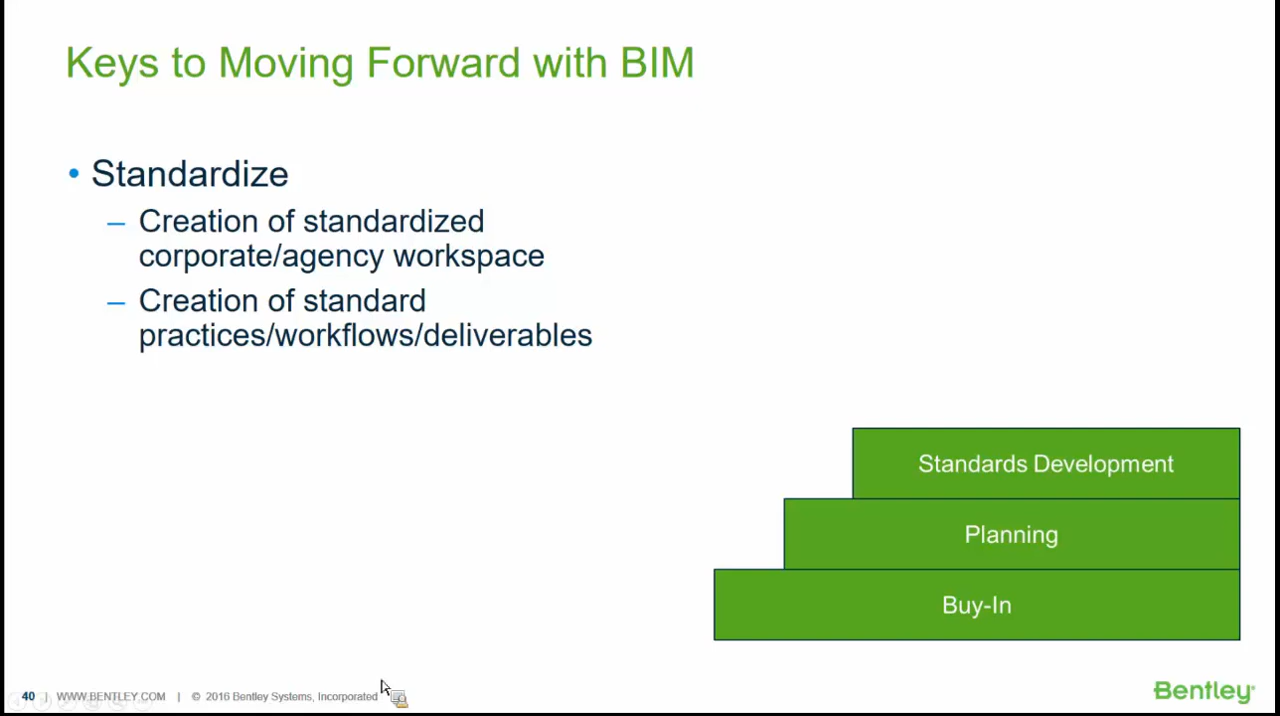 Keys to Moving Forward with BIM
• Standardize
– Creation of standardized
corporate/agency workspace
– Creation of standard
practices/workflows/deliverables
Standards Development
Planning
Buy-In
40 | WWW.BENTLEY.COM | © 2016 Bentley Systems, Incorporated
Bentley®